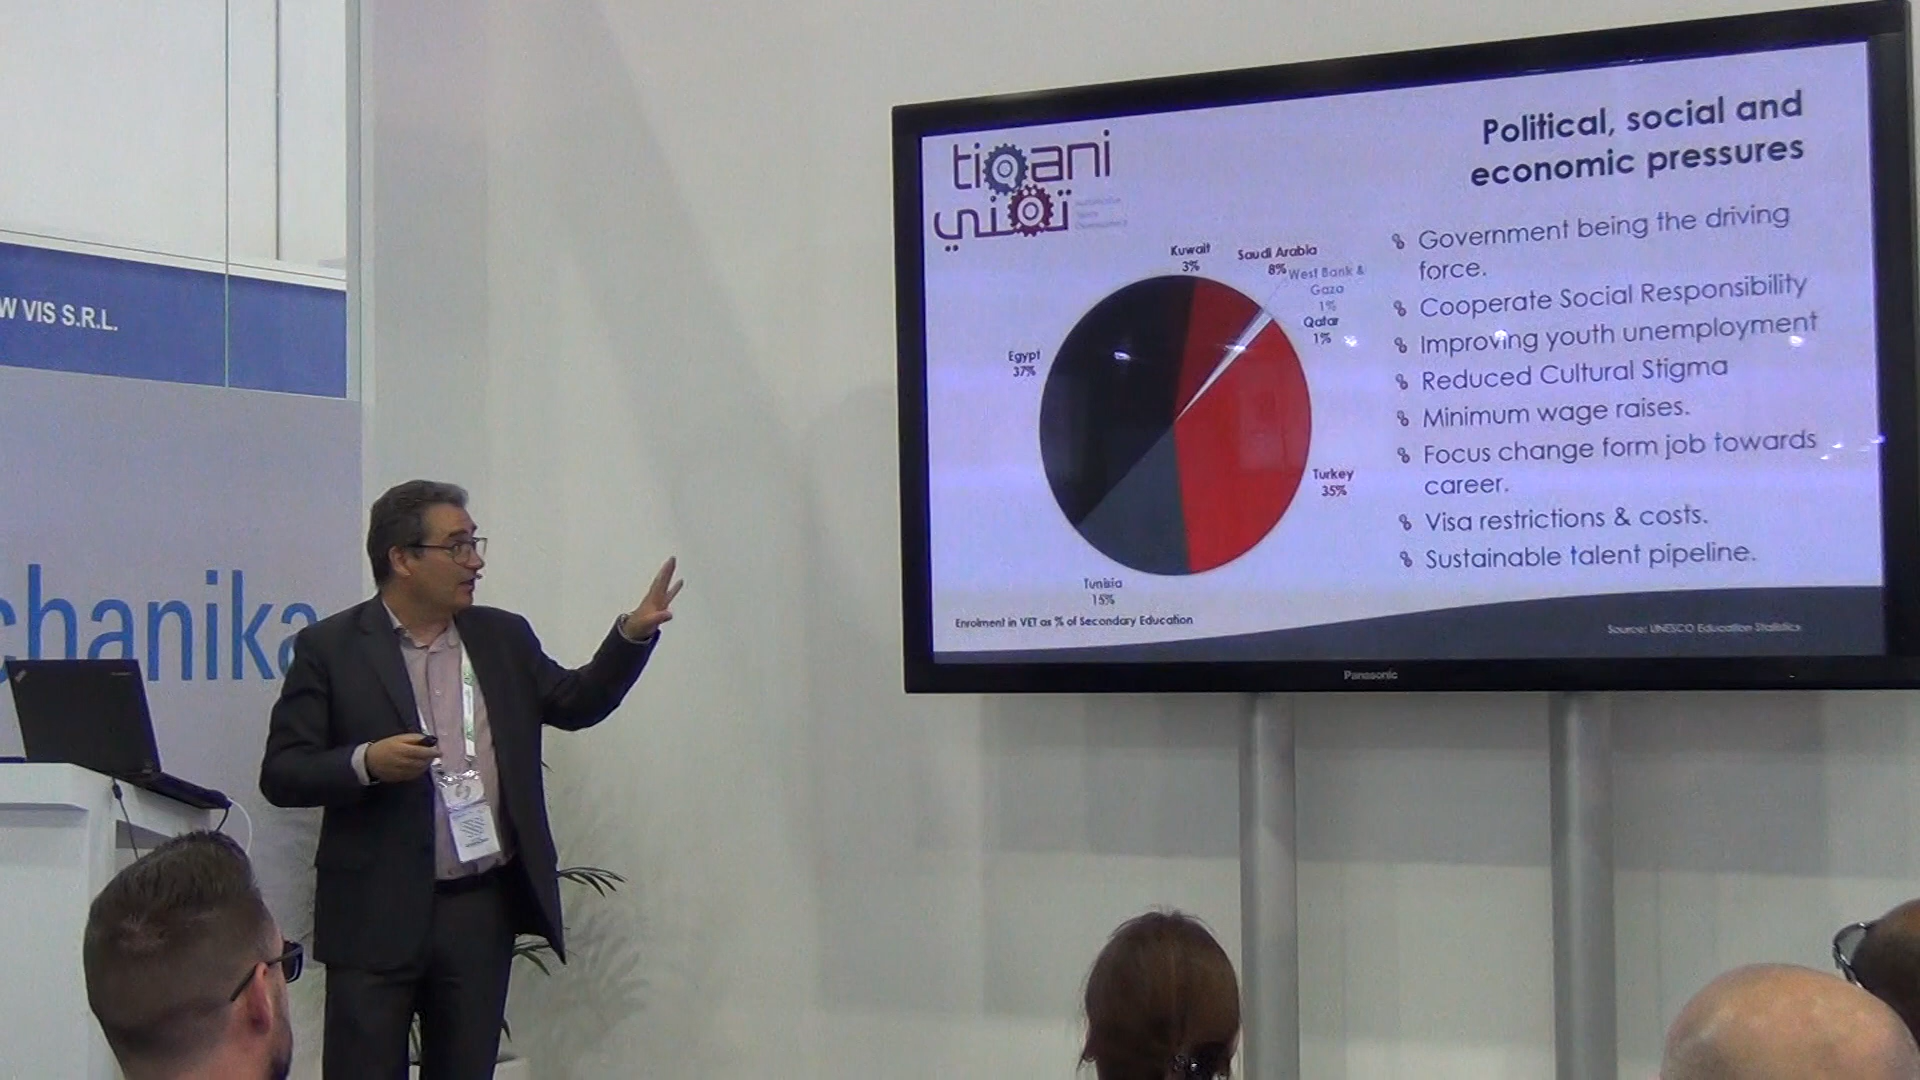 W VIS S.R.L.
chanika
tiqani
تقني
Political, social and
economic pressures
Kuwait
3%
Saudi Arabia
8%
West Bank &
Gaza
1%
Qatar
1%
Egypt
37%
Turkey
35%
Tunisia
15%
Enrolment in VET as % of Secondary Education
Government being the driving
force.
Cooperate Social Responsibility
Improving youth unemployment
Reduced Cultural Stigma
Minimum wage raises.
Focus change form job towards
career.
Visa restrictions & costs.
Sustainable talent pipeline.
Source: UNESCO Education Statistics
Panasonic